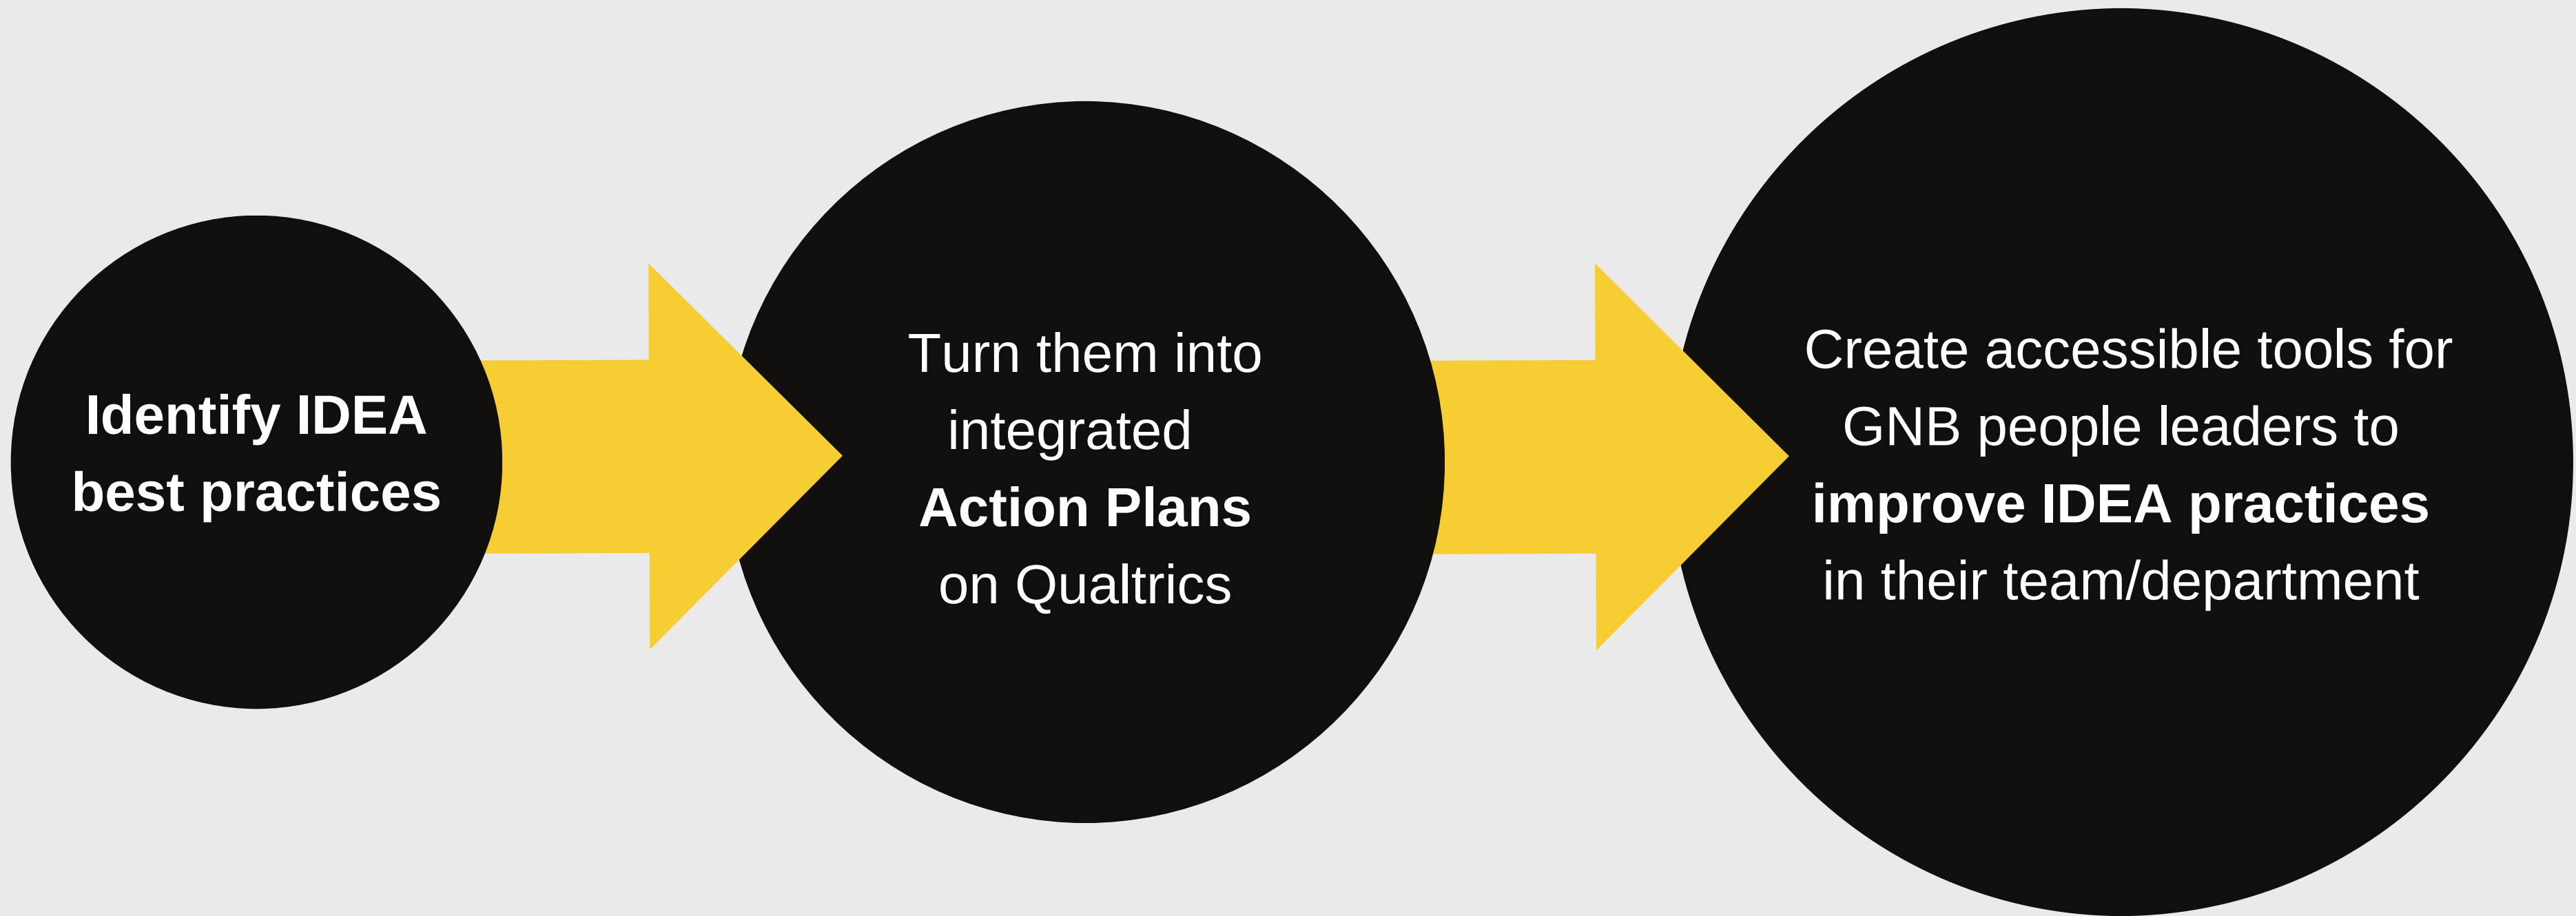 Identify IDEA
best practices
Turn them into
integrated
Action Plans
on Qualtrics
Create accessible tools for
GNB people leaders to
improve IDEA practices
in their team/department